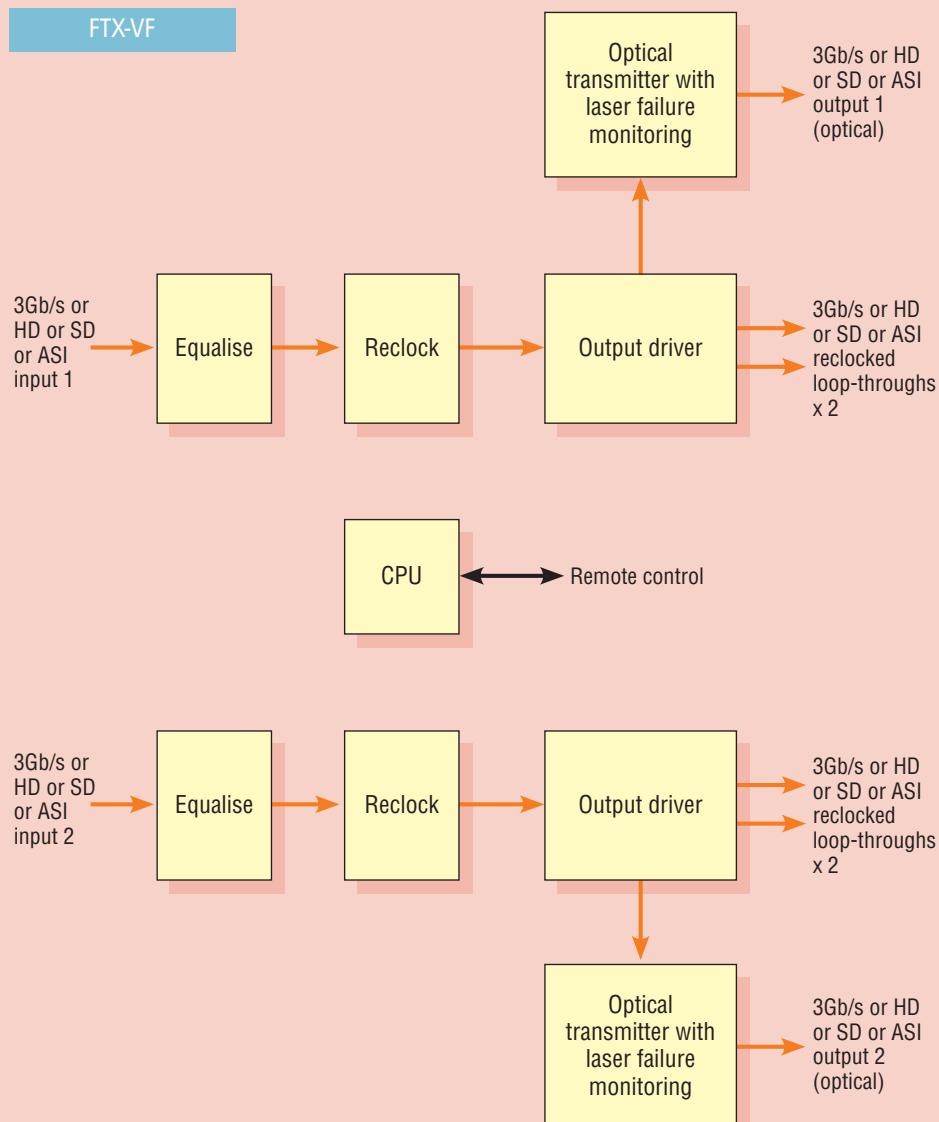 FTX-VF
Optical
transmitter with
laser failure
monitoring
3Gb/s or HD
or SD or ASI
output 1
(optical)
3Gb/s or
HD or SD
or ASI
input 1
Equalise
Reclock
Output driver
3Gb/s or HD
or SD or ASI
reclocked
loop-throughs
x 2
CPU
Remote control
3Gb/s or
HD or SD
or ASI
input 2
Equalise
Reclock
Output driver
3Gb/s or HD
or SD or ASI
reclocked
loop-throughs
x 2
Optical
transmitter with
laser failure
monitoring
3Gb/s or HD
or SD or ASI
output 2
(optical)